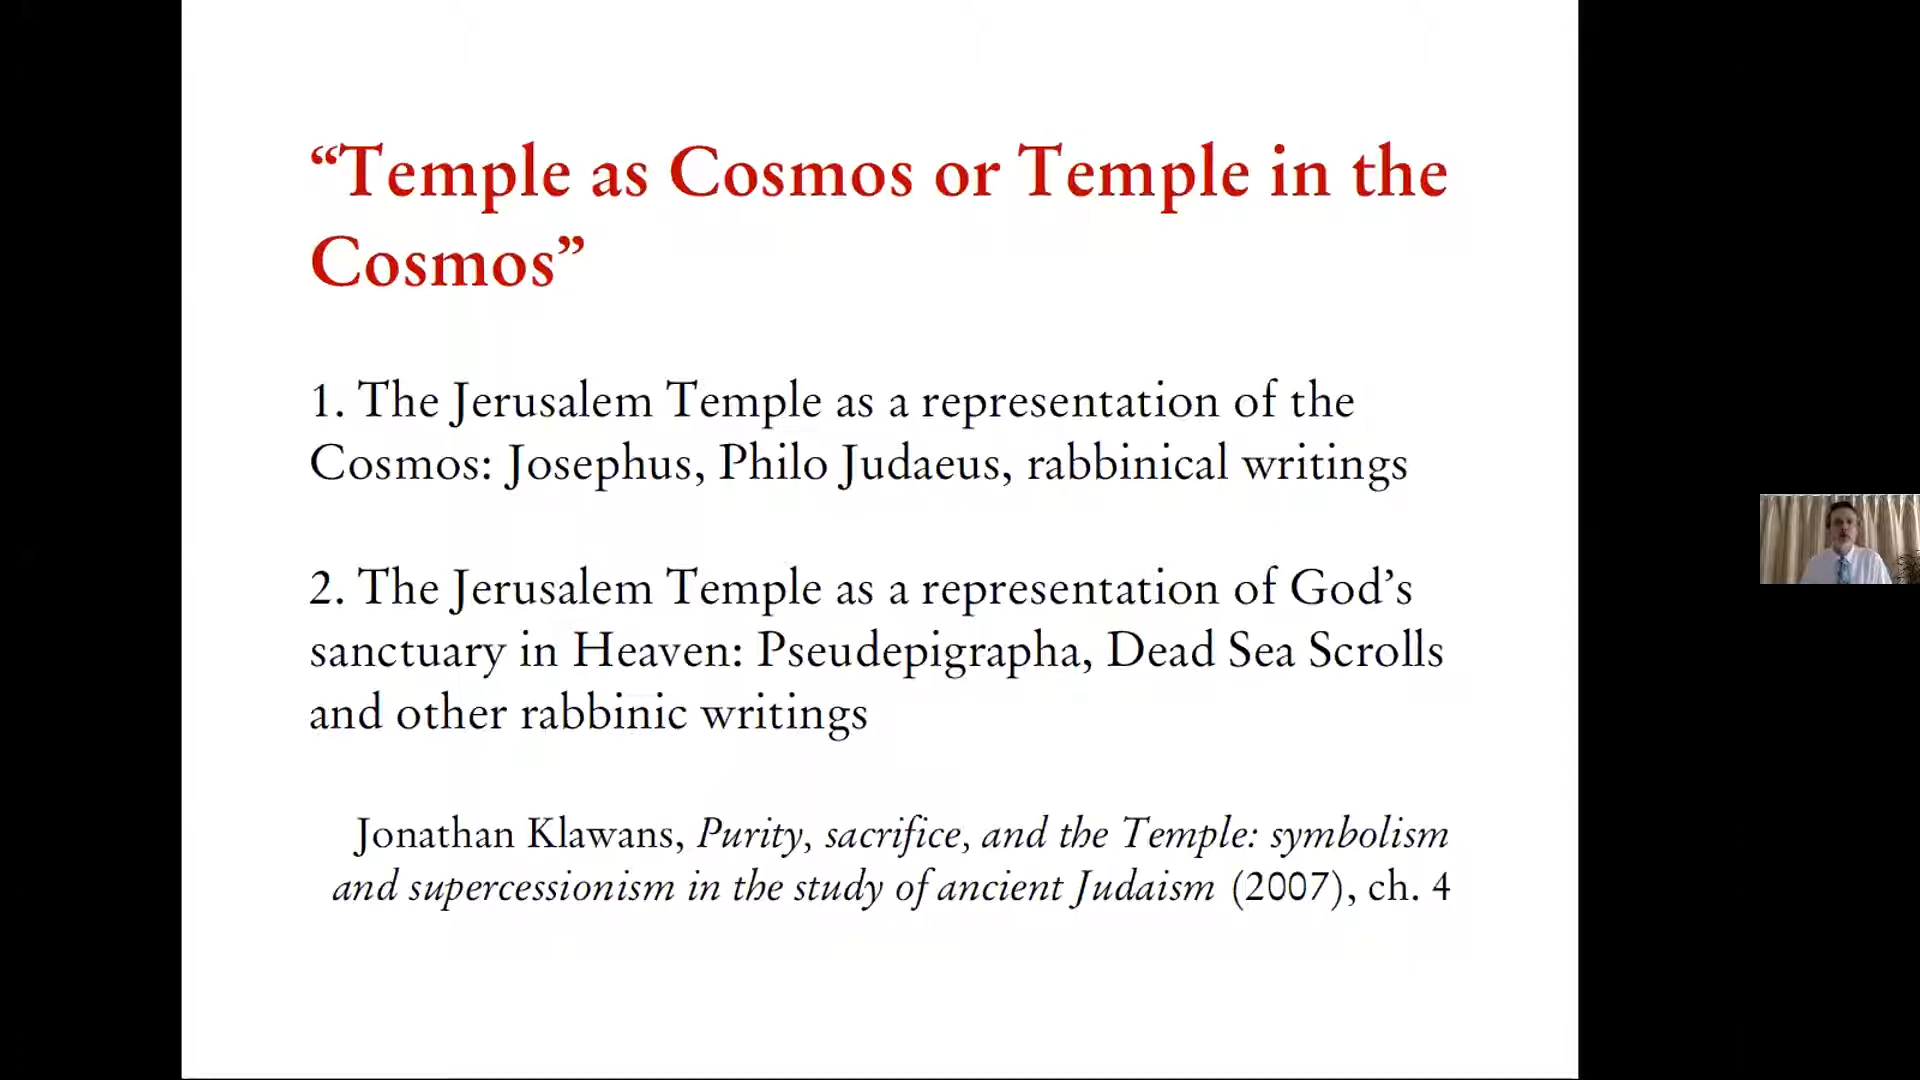 “Temple as Cosmos or Temple in the
Cosmos”
1. The Jerusalem Temple as a representation of the
Cosmos: Josephus, Philo Judaeus, rabbinical writings
2. The Jerusalem Temple as a representation of God’s
sanctuary in Heaven: Pseudepigrapha, Dead Sea Scrolls
and other rabbinic writings
Jonathan Klawans, Purity, sacrifice, and the Temple: symbolism
and supercessionism in the study of ancient Judaism (2007), ch. 4